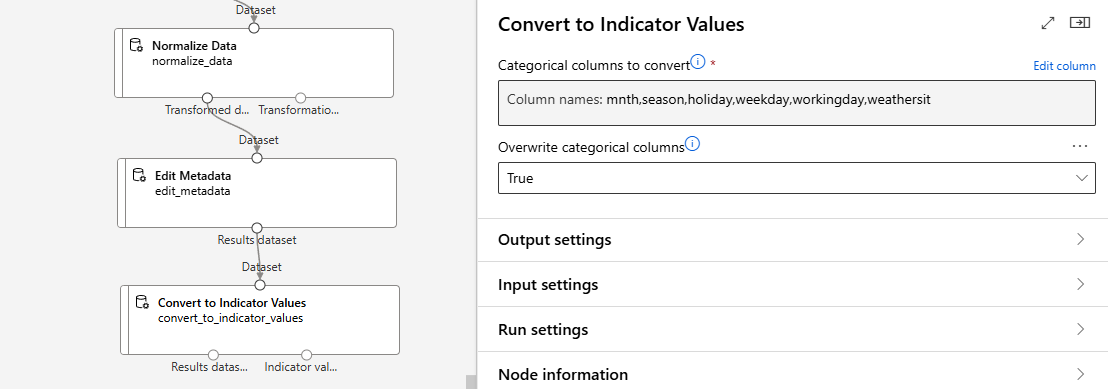 Dataset
Normalize Data
normalize_data
Transformed d... Transformatio...
Dataset
Edit Metadata
edit_metadata
Results dataset
Dataset
Convert to Indicator Values
convert_to_indicator_values
Results datas... Indicator val...
Convert to Indicator Values
Categorical columns to convert * Edit column
Column names: mnth,season,holiday,weekday,workingday,weathersit
Overwrite categorical columns ...
True
Output settings
Input settings
Run settings
Node information